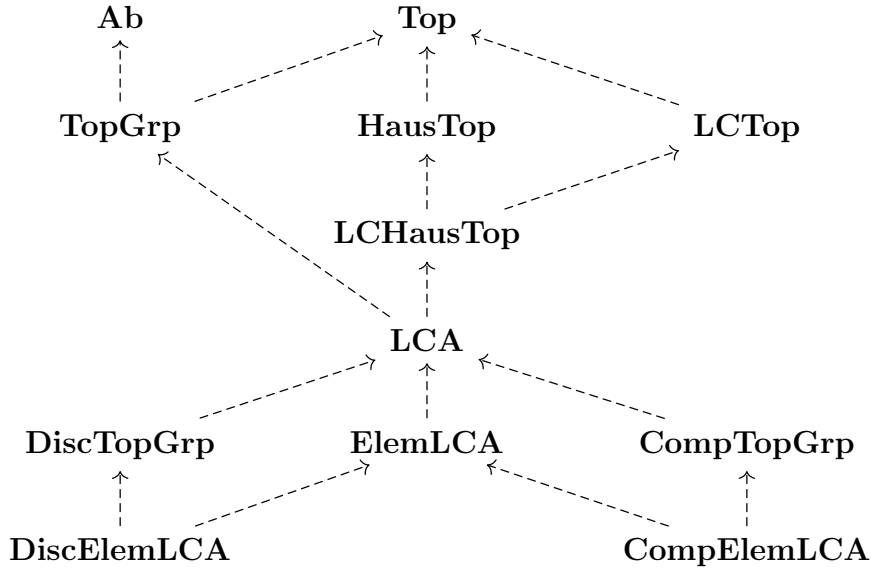 Ab Top
TopGrp HausTop LCTop
LCHausTop
LCA
DiscTopGrp ElemLCA CompTopGrp
DiscElemLCA CompElemLCA